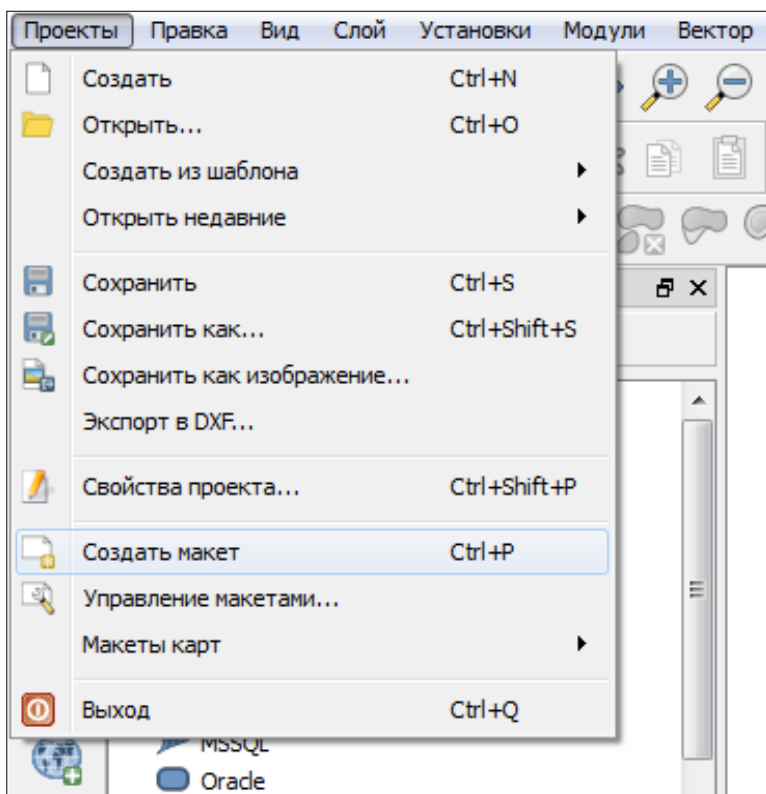 Проекты Правка Вид Слой Установки Модули Вектор
Создать Ctrl+N
Открыть... Ctrl+O
Создать из шаблона
Открыть недавние
Сохранить Ctrl+S
Сохранить как... Ctrl+Shift+S
Сохранить как изображение...
Экспорт в DXF...
Свойства проекта... Ctrl+Shift+P
Создать макет Ctrl+P
Управление макетами...
Макеты карт
Выход Ctrl+Q
MSSQL
Oracle